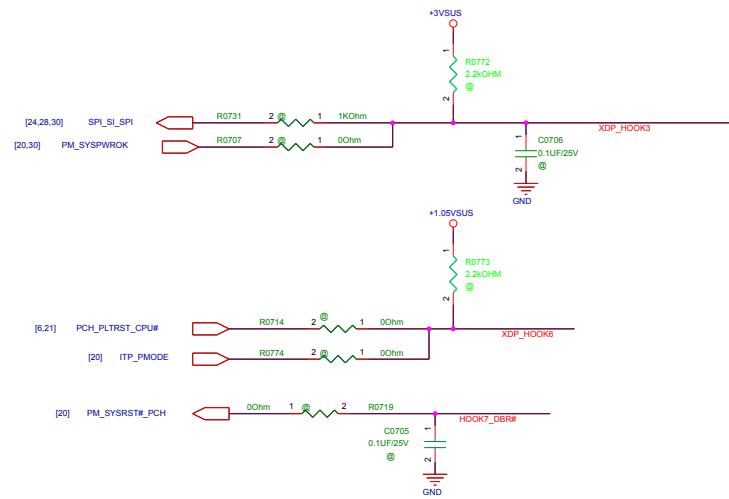 +3VSUS
1
R0772
2.2kOHM
@
2
[24,28,30] SPI_SI_SPI R0731 2 @ 1 1KOhm
XDP_HOOK3
[20,30] PM_SYSPWROK R0707 2 @ 1 0Ohm
1
C0706
0.1UF/25V
2
@
GND
+1.05VSUS
1
R0773
2.2kOHM
@
2
@
[6,21] PCH_PLTRST_CPU# R0714 2 1 0Ohm
XDP_HOOK6
[20] ITP_PMODE R0774 2 @ 1 0Ohm
[20] PM_SYSRST#_PCH 0Ohm 1 @ 2 R0719
HOOK7_DBR#
1
C0705
0.1UF/25V
@
2
GND